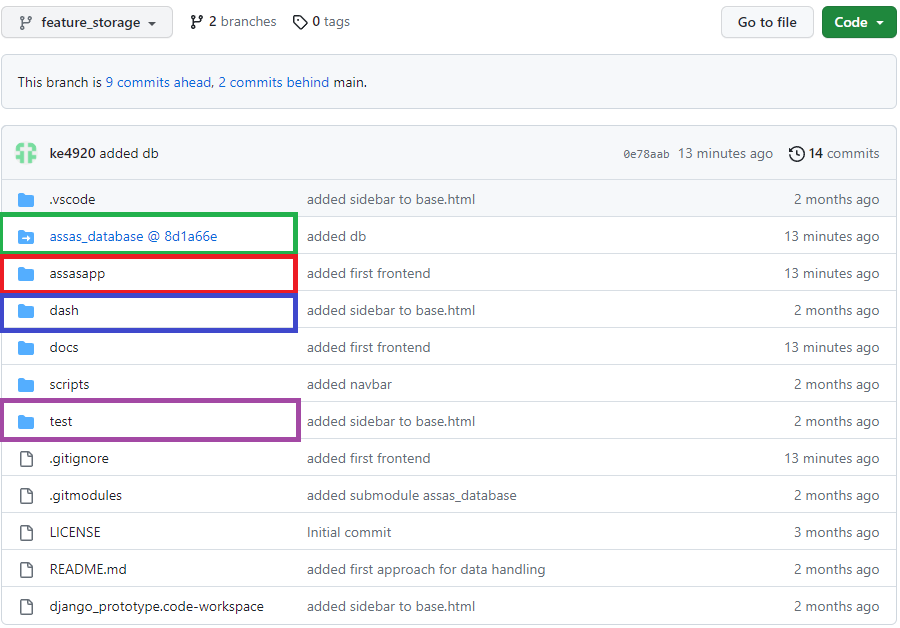 feature_storage 2 branches 0 tags Go to file Code
This branch is 9 commits ahead, 2 commits behind main.
ke4920 added db 0e78aab 13 minutes ago 14 commits
.vscode added sidebar to base.html 2 months ago
assas_database @ 8d1a66e added db 13 minutes ago
assasapp added first frontend 13 minutes ago
dash added sidebar to base.html 2 months ago
docs added first frontend 13 minutes ago
scripts added navbar 2 months ago
test added sidebar to base.html 2 months ago
.gitignore added first frontend 13 minutes ago
.gitmodules added submodule assas_database 2 months ago
LICENSE Initial commit 3 months ago
README.md added first approach for data handling 2 months ago
django_prototype.code-workspace added sidebar to base.html 2 months ago